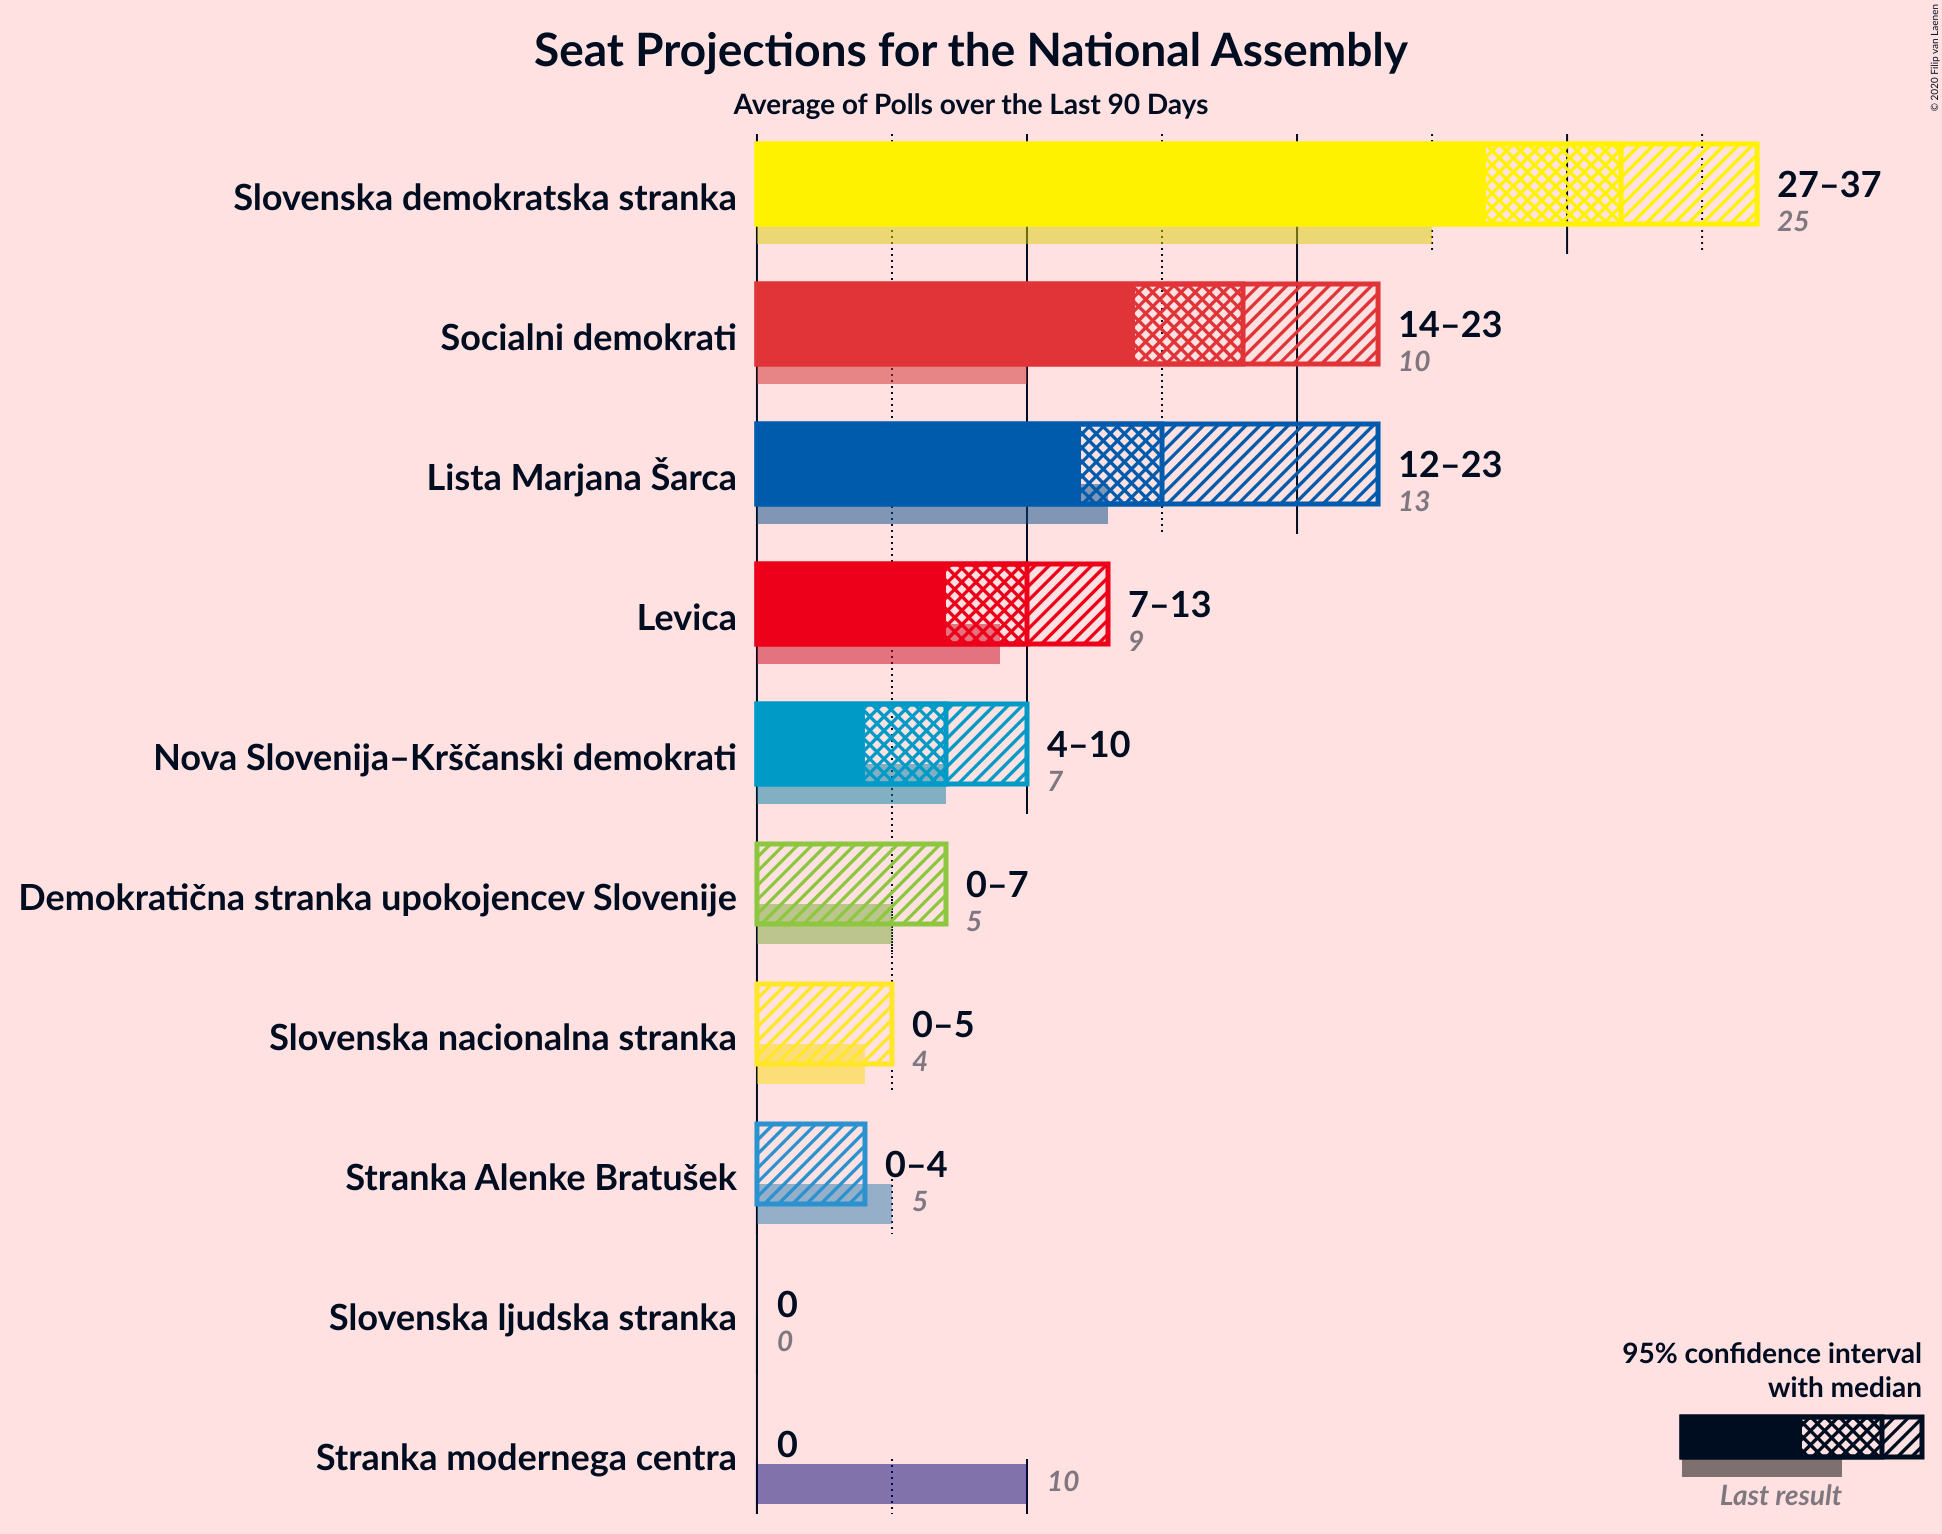 Seat Projections for the National Assembly
Average of Polls over the Last 90 Days
© 2020 Filip van Laenen
Slovenska demokratska stranka
27–37
25
Socialni demokrati
14–23
10
Lista Marjana Šarca
12–23
13
Levica
7–13
9
Nova Slovenija–Krščanski demokrati
4–10
7
Demokratična stranka upokojencev Slovenije
0–7
5
Slovenska nacionalna stranka
0–5
4
Stranka Alenke Bratušek
0–4
5
Slovenska ljudska stranka
0
0
Stranka modernega centra
0
10
95% confidence interval
with median
Last result